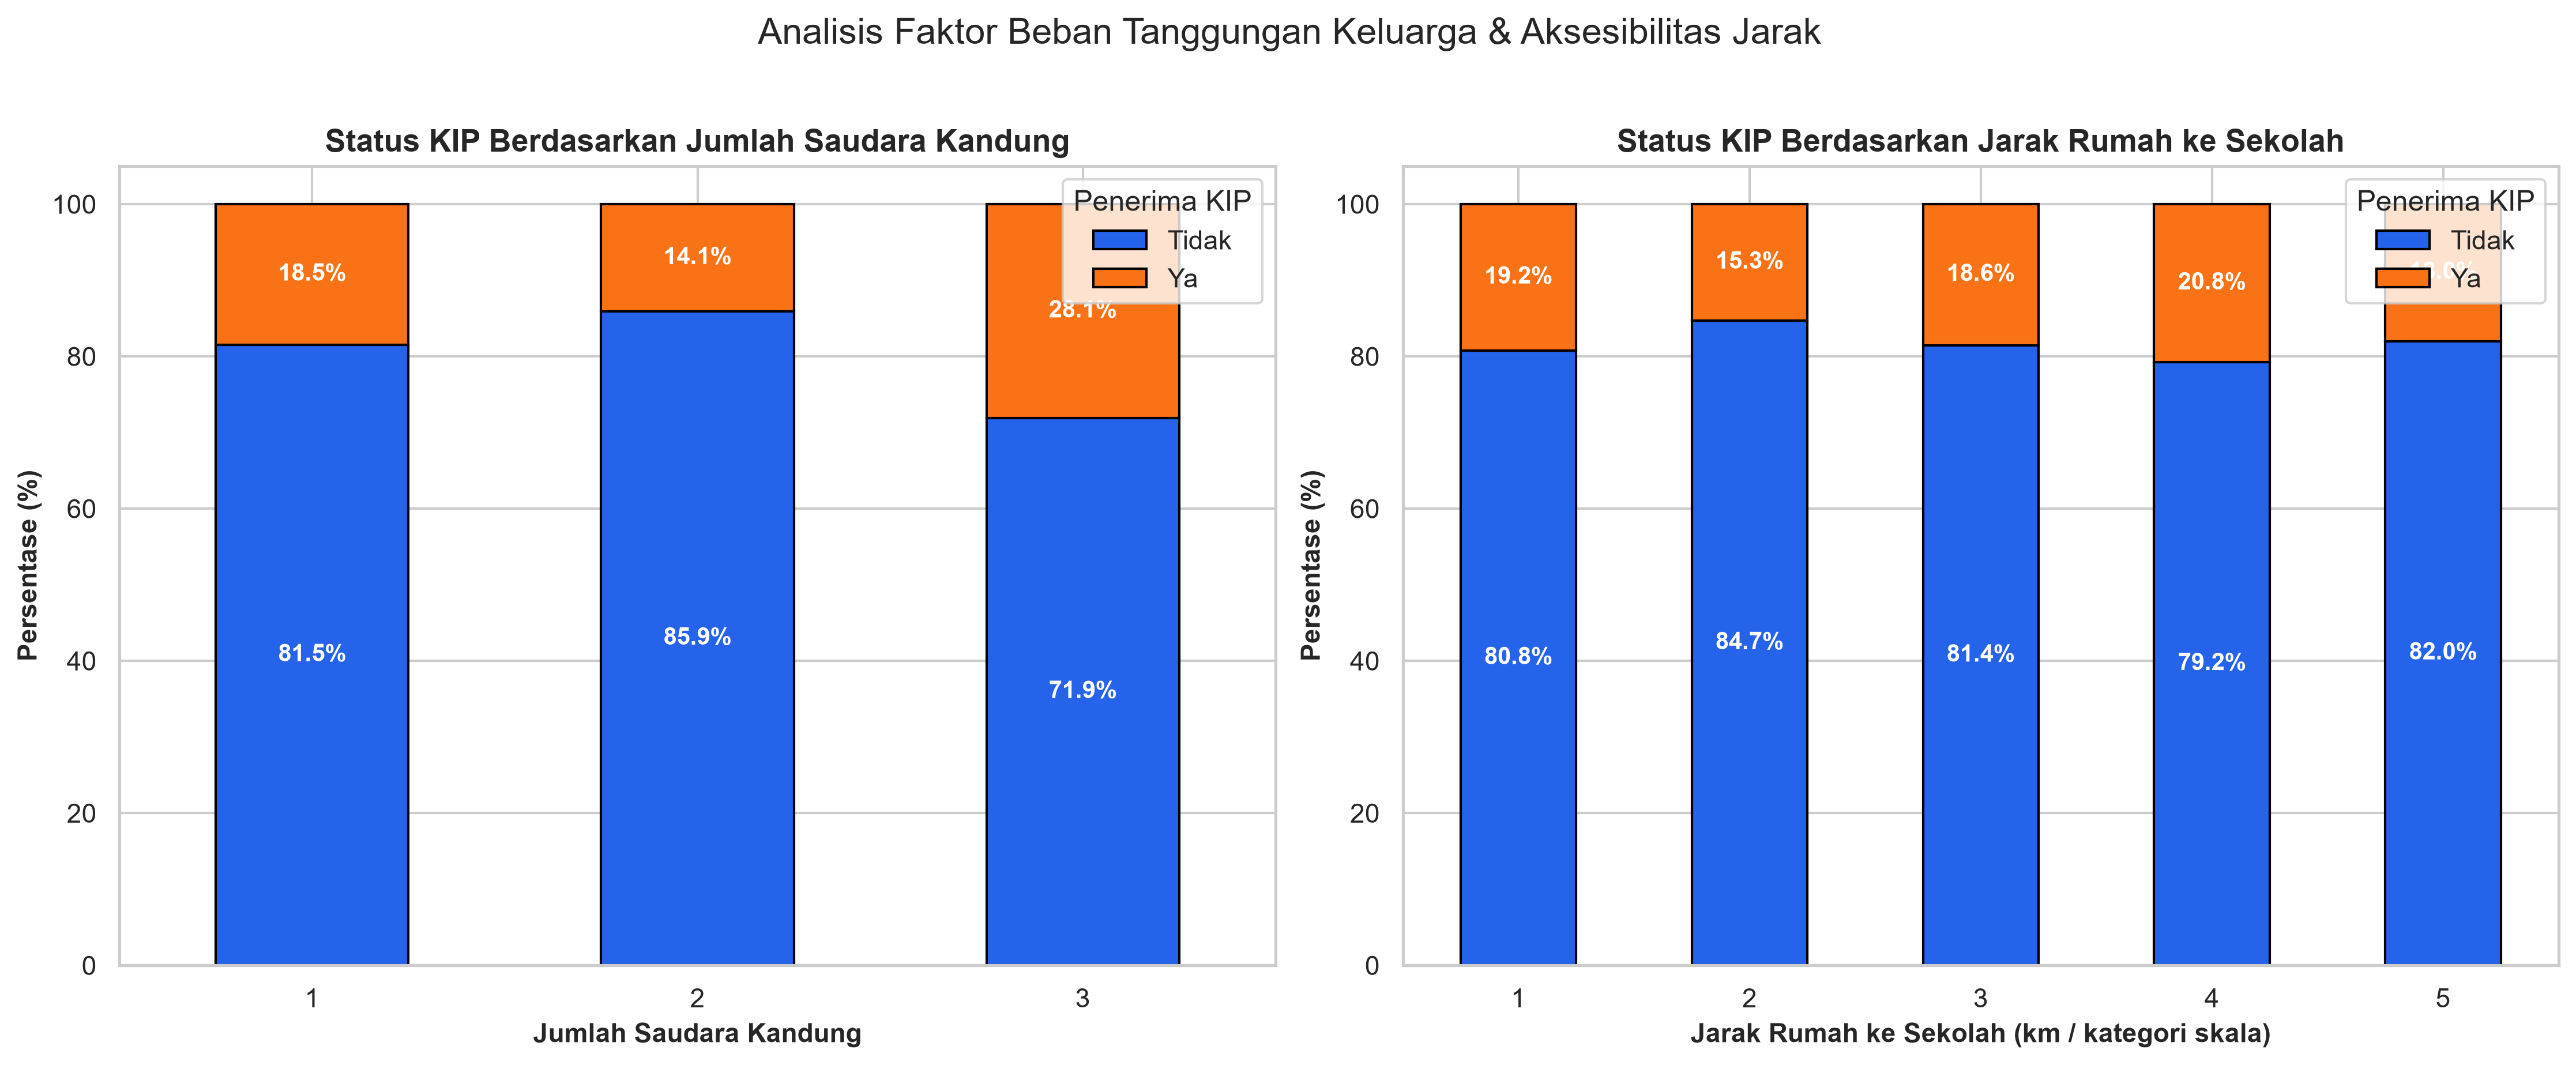 Analisis Faktor Beban Tanggungan Keluarga & Aksesibilitas Jarak
Status KIP Berdasarkan Jumlah Saudara Kandung
Persentase (%)
100
80
60
40
20
0
18.5%
14.1%
28.1%
81.5%
85.9%
71.9%
Penerima KIP
Tidak
Ya
1
2
3
Jumlah Saudara Kandung
Status KIP Berdasarkan Jarak Rumah ke Sekolah
Persentase (%)
100
80
60
40
20
0
19.2%
15.3%
18.6%
20.8%
80.8%
84.7%
81.4%
79.2%
82.0%
Penerima KIP
Tidak
Ya
1
2
3
4
5
Jarak Rumah ke Sekolah (km / kategori skala)